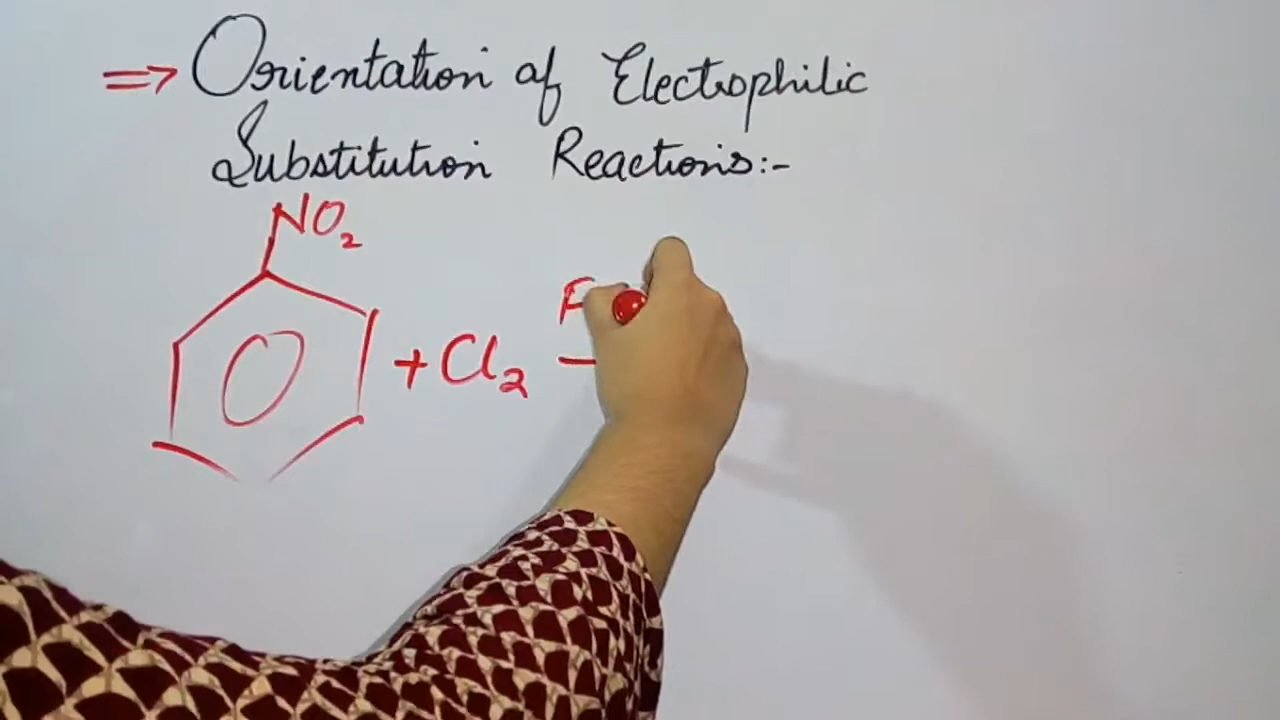 ⇒ Orientation of Electrophilic
Substitution Reactions:-
NO₂
+ Cl₂
F